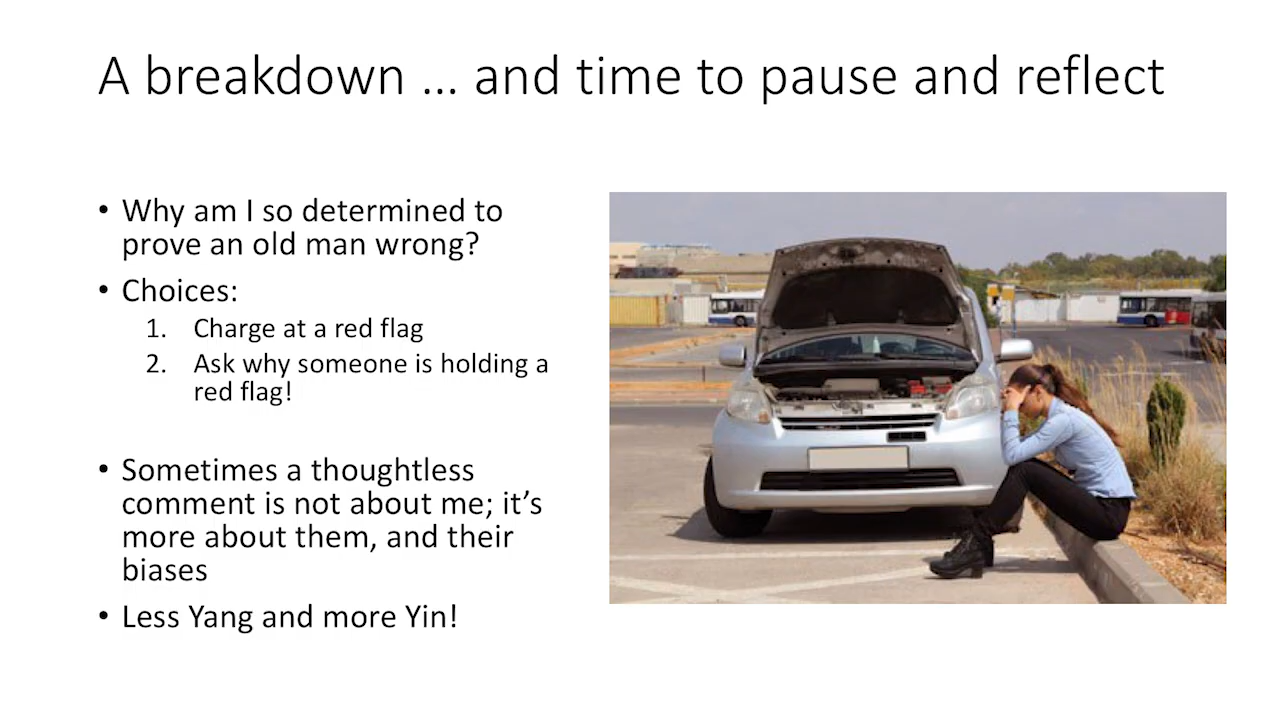 A breakdown ... and time to pause and reflect
• Why am I so determined to
prove an old man wrong?
• Choices:
1. Charge at a red flag
2. Ask why someone is holding a
red flag!
• Sometimes a thoughtless
comment is not about me; it’s
more about them, and their
biases
• Less Yang and more Yin!